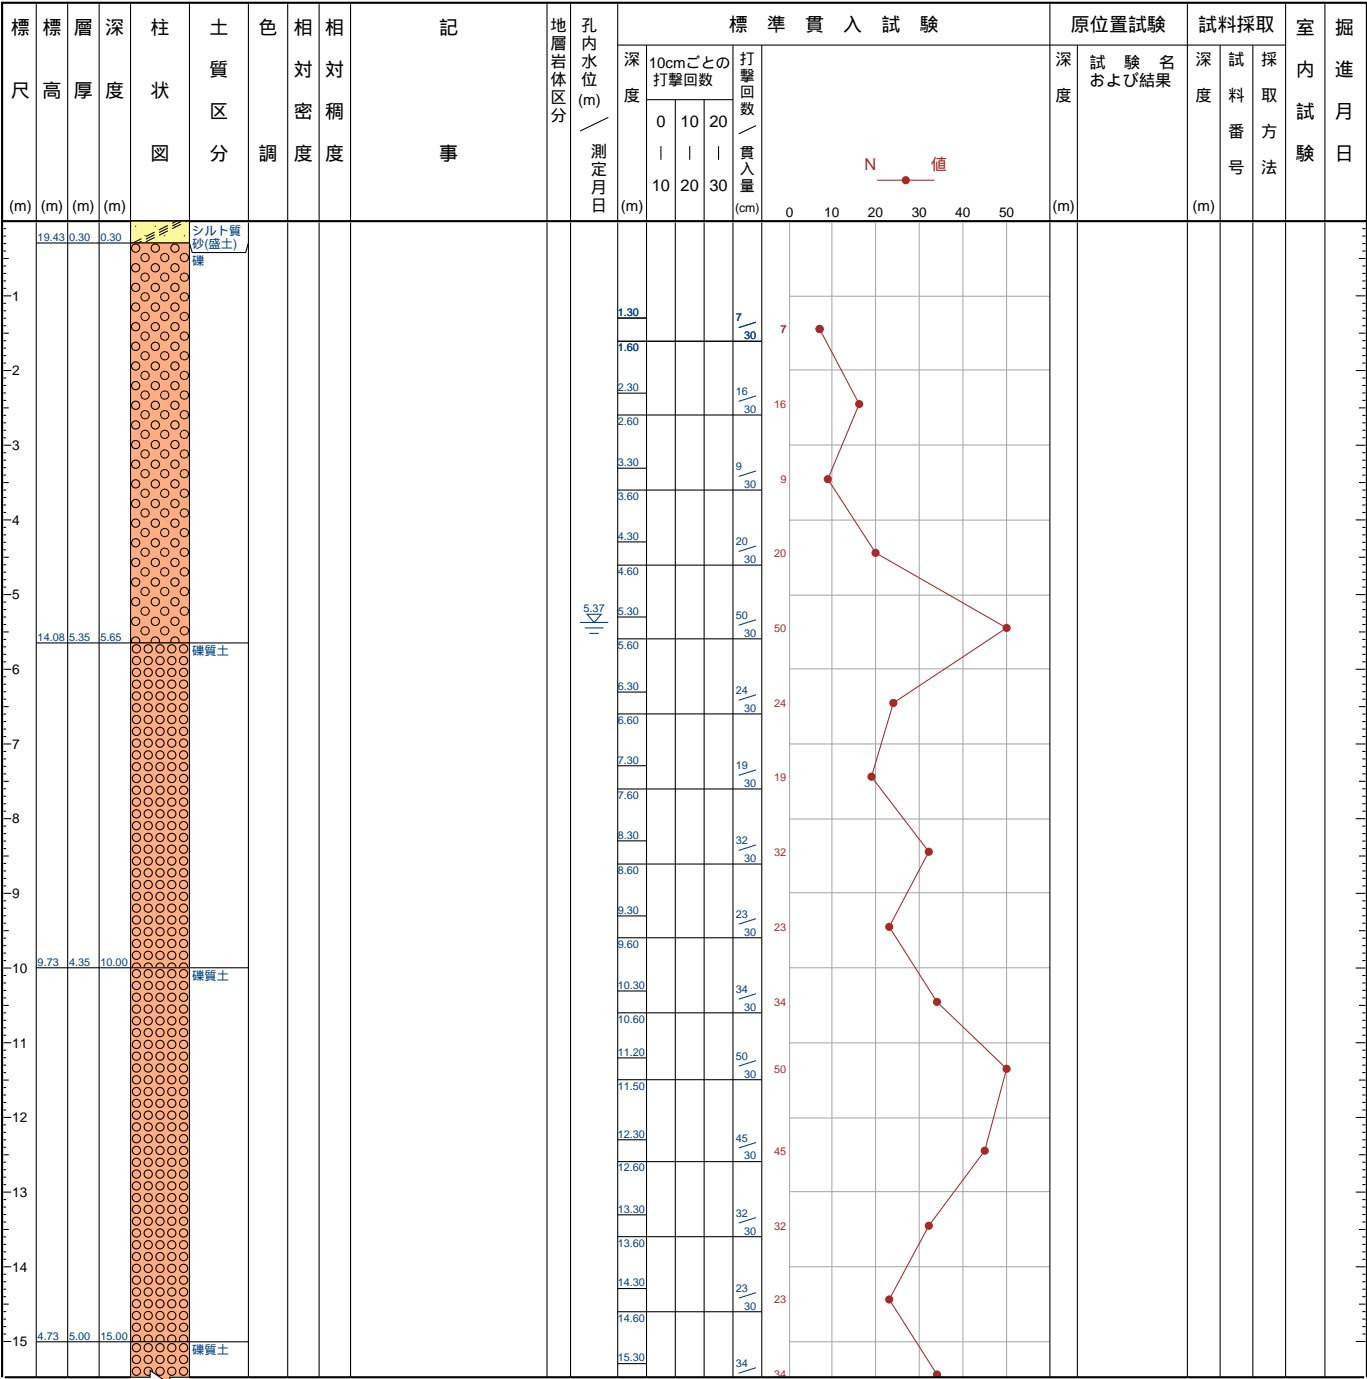 標尺(m)
標高(m)
層厚(m)
深度(m)
柱状図
土質区分
色調
相対密度
相対稠度
記事
地層岩体区分
孔内水位(m)／測定月日
標準貫入試験
深度(m)
10cmごとの
打撃回数
0 10 20
| | |
10 20 30
打撃回数／貫入量(cm)
N 値
0 10 20 30 40 50
原位置試験
深度(m)
試験名
および結果
試料採取
深度(m)
試料番号
採取方法
室内試験
掘進月日
シルト質
19.43 0.30 0.30 砂(盛土)
礫
1
1.30 7
30 7
1.60
2
2.30 16
30 16
2.60
3
3.30 9
30 9
3.60
4
4.30 20
30 20
4.60
5
5.37
5.30 50
30 50
14.08 5.35 5.65
5.60
礫質土
6
6.30 24
30 24
6.60
7
7.30 19
30 19
7.60
8
8.30 32
30 32
8.60
9
9.30 23
30 23
9.60
9.73 4.35 10.00
10
礫質土
10.30 34
30 34
10.60
11
11.20 50
30 50
11.50
12
12.30 45
30 45
12.60
13
13.30 32
30 32
13.60
14
14.30 23
30 23
14.60
4.73 5.00 15.00
15
礫質土
15.30 34
34